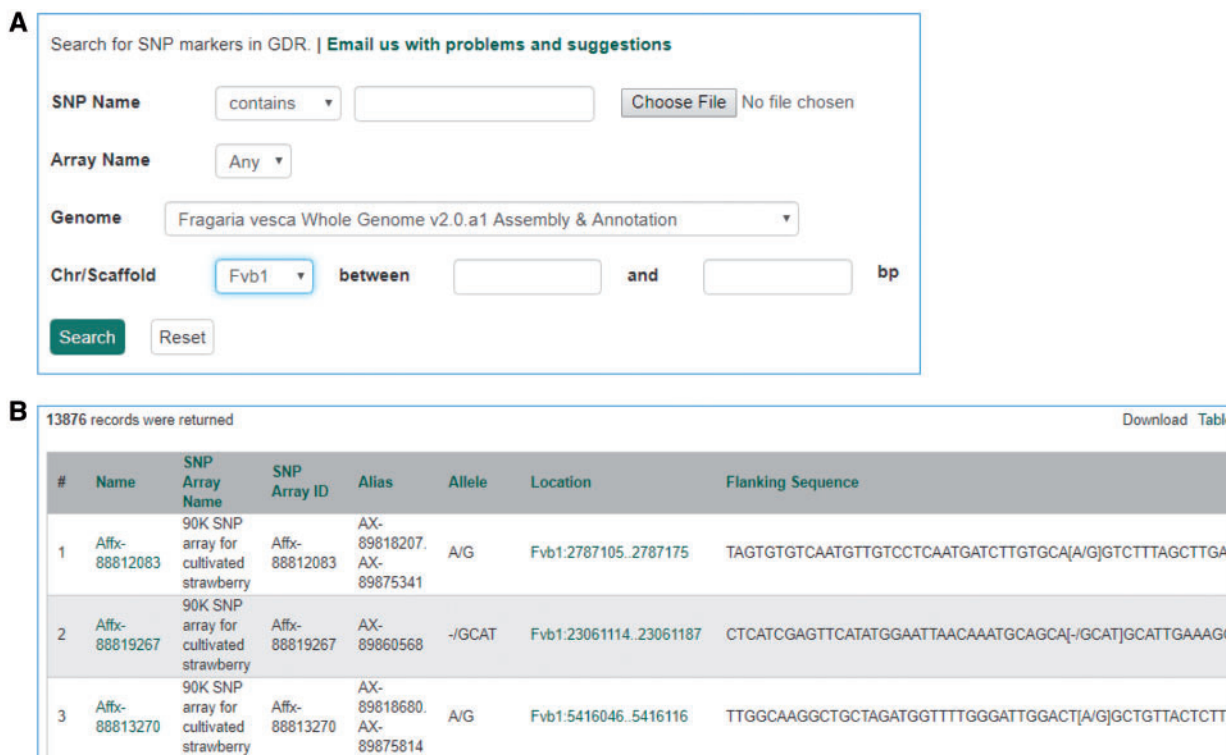 A
Search for SNP markers in GDR. | Email us with problems and suggestions
SNP Name contains Choose File No file chosen
Array Name Any
Genome Fragaria vesca Whole Genome v2.0.a1 Assembly & Annotation
Chr/Scaffold Fvb1 between and bp
Search Reset
B
13876 records were returned Download Table
# Name SNP Array Name SNP Array ID Alias Allele Location Flanking Sequence
1 Affx-88812083 90K SNP array for cultivated strawberry Affx-88812083 AX-89818207. AX-89875341 A/G Fvb1:2787105..2787175 TAGTGTGTCAATGTTGTCCTCAATGATCTTGTGCA[A/G]GTCTTTAGCTTGA
2 Affx-88819267 90K SNP array for cultivated strawberry Affx-88819267 AX-89860568 -/GCAT Fvb1:23061114..23061187 CTCATCGAGTTCATATGGAATTAACAAATGCAGCA[-/GCAT]GCATTGAAAG
3 Affx-88813270 90K SNP array for cultivated strawberry Affx-88813270 AX-89818680. AX-89875814 A/G Fvb1:5416046..5416116 TTGGCAAGGCTGCTAGATGGTTTTGGGATTGGACT[A/G]GCTGTTACTCTT